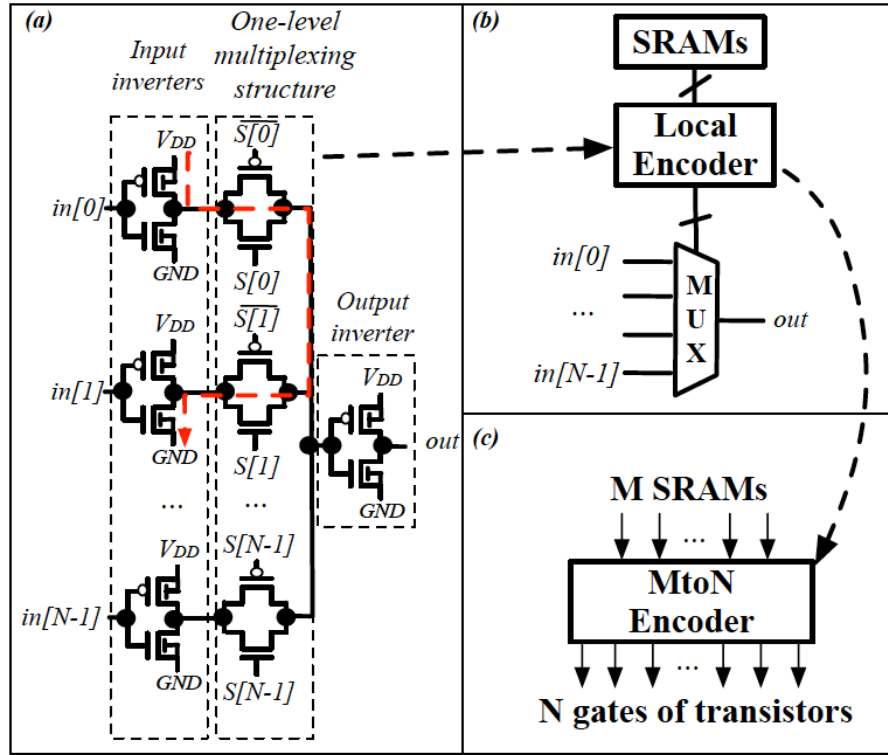 (a)
Input
inverters
One-level
multiplexing
structure
VDD
in[0]
GND
S[0]
S[0]
VDD
in[1]
GND
S[1]
S[1]
...
...
VDD
in[N-1]
GND
S[N-1]
S[N-1]
Output
inverter
VDD
out
GND
(b)
SRAMs
Local
Encoder
in[0]
...
in[N-1]
M
U
X
out
(c)
M SRAMs
...
MtoN
Encoder
...
N gates of transistors